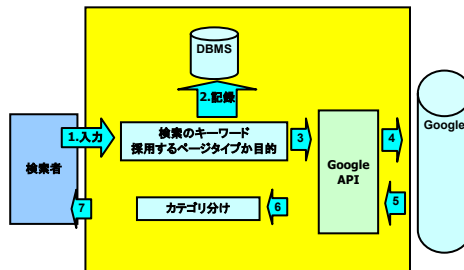 DBMS
2.記録
1.入力
検索のキーワード
採用するページタイプか目的
3
4
Google
検索者
Google
API
7
カテゴリ分け
6
5